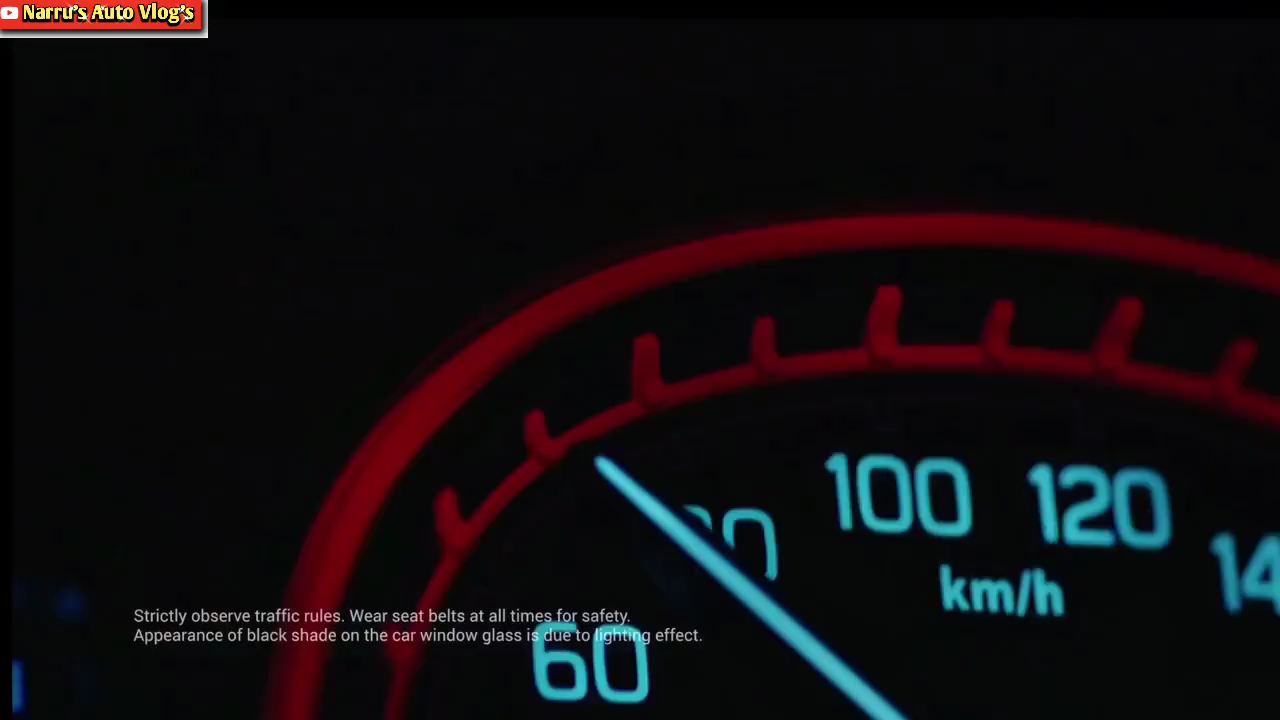 Narru's Auto Vlog's
100
120
km/h
60
Strictly observe traffic rules. Wear seat belts at all times for safety.
Appearance of black shade on the car window glass is due to lighting effect.